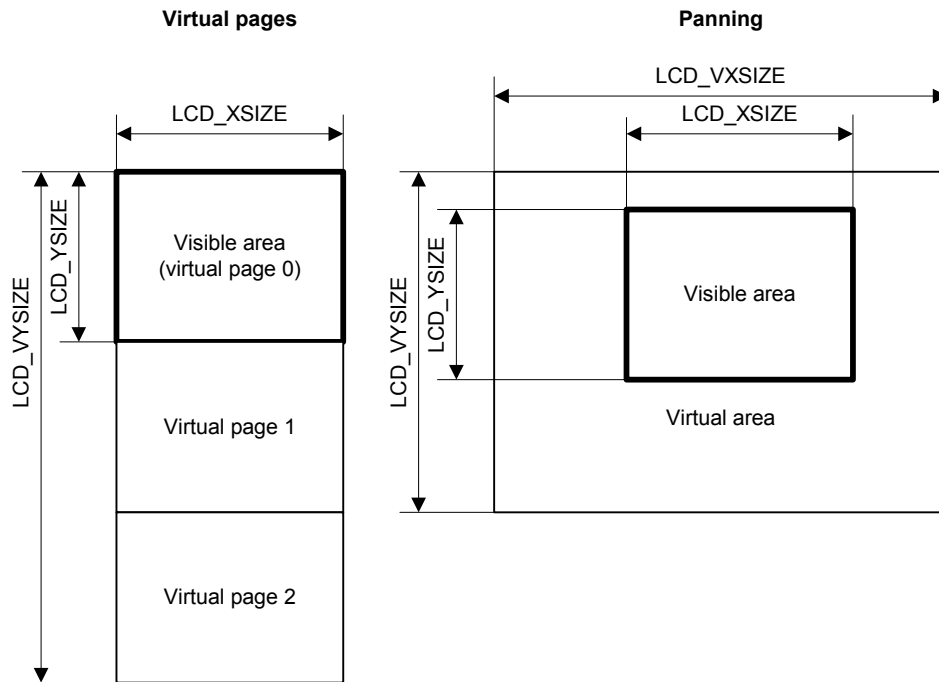 Virtual pages
LCD_XSIZE
LCD_VYSIZE
LCD_YSIZE
Visible area
(virtual page 0)
Virtual page 1
Virtual page 2
Panning
LCD_VXSIZE
LCD_XSIZE
LCD_VYSIZE
LCD_YSIZE
Visible area
Virtual area